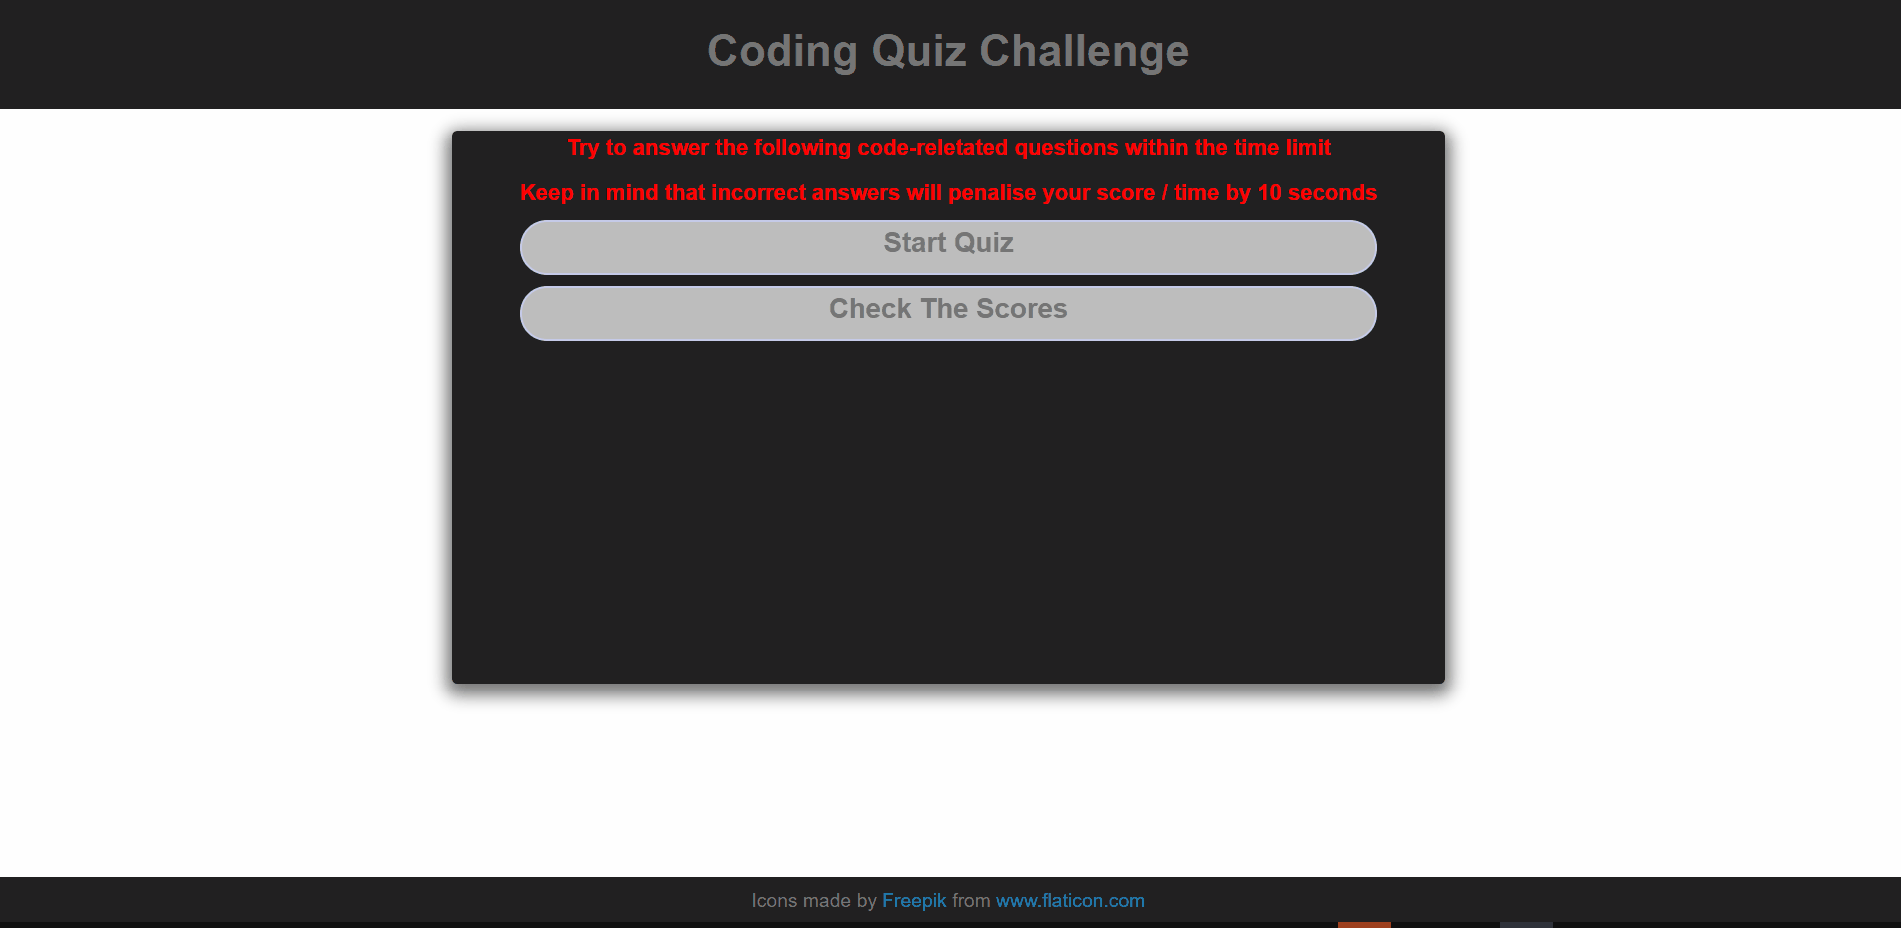 Coding Quiz Challenge
Try to answer the following code-reletated questions within the time limit
Keep in mind that incorrect answers will penalise your score / time by 10 seconds
Start Quiz
Check The Scores
Icons made by Freepik from www.flaticon.com